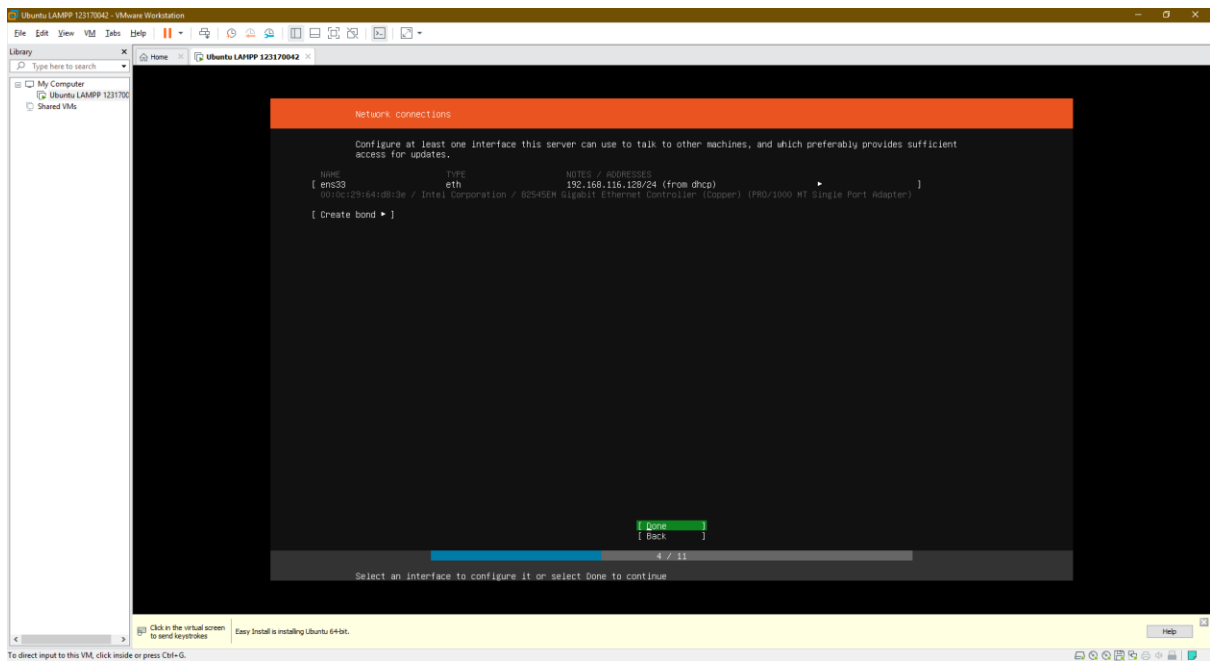 Ubuntu LAMPP 123170042 - VMware Workstation
File Edit View VM Tabs Help
Library
Type here to search
Home
Ubuntu LAMPP 123170042
My Computer
Ubuntu LAMPP 1231700
Shared VMs
Network connections
Configure at least one interface this server can use to talk to other machines, and which preferably provides sufficient
access for updates.
NAME TYPE NOTES / ADDRESSES
[ ens33 eth 192.168.116.128/24 (from dhcp) ▸ ]
00:0c:29:64:d8:3e / Intel Corporation / 82545EM Gigabit Ethernet Controller (Copper) (PRO/1000 MT Single Port Adapter)
[ Create bond ▸ ]
[ Done ]
[ Back ]
4 / 11
Select an interface to configure it or select Done to continue
Click in the virtual screen
to send keystrokes
Easy Install is installing Ubuntu 64-bit.
Help
To direct input to this VM, click inside or press Ctrl+G.